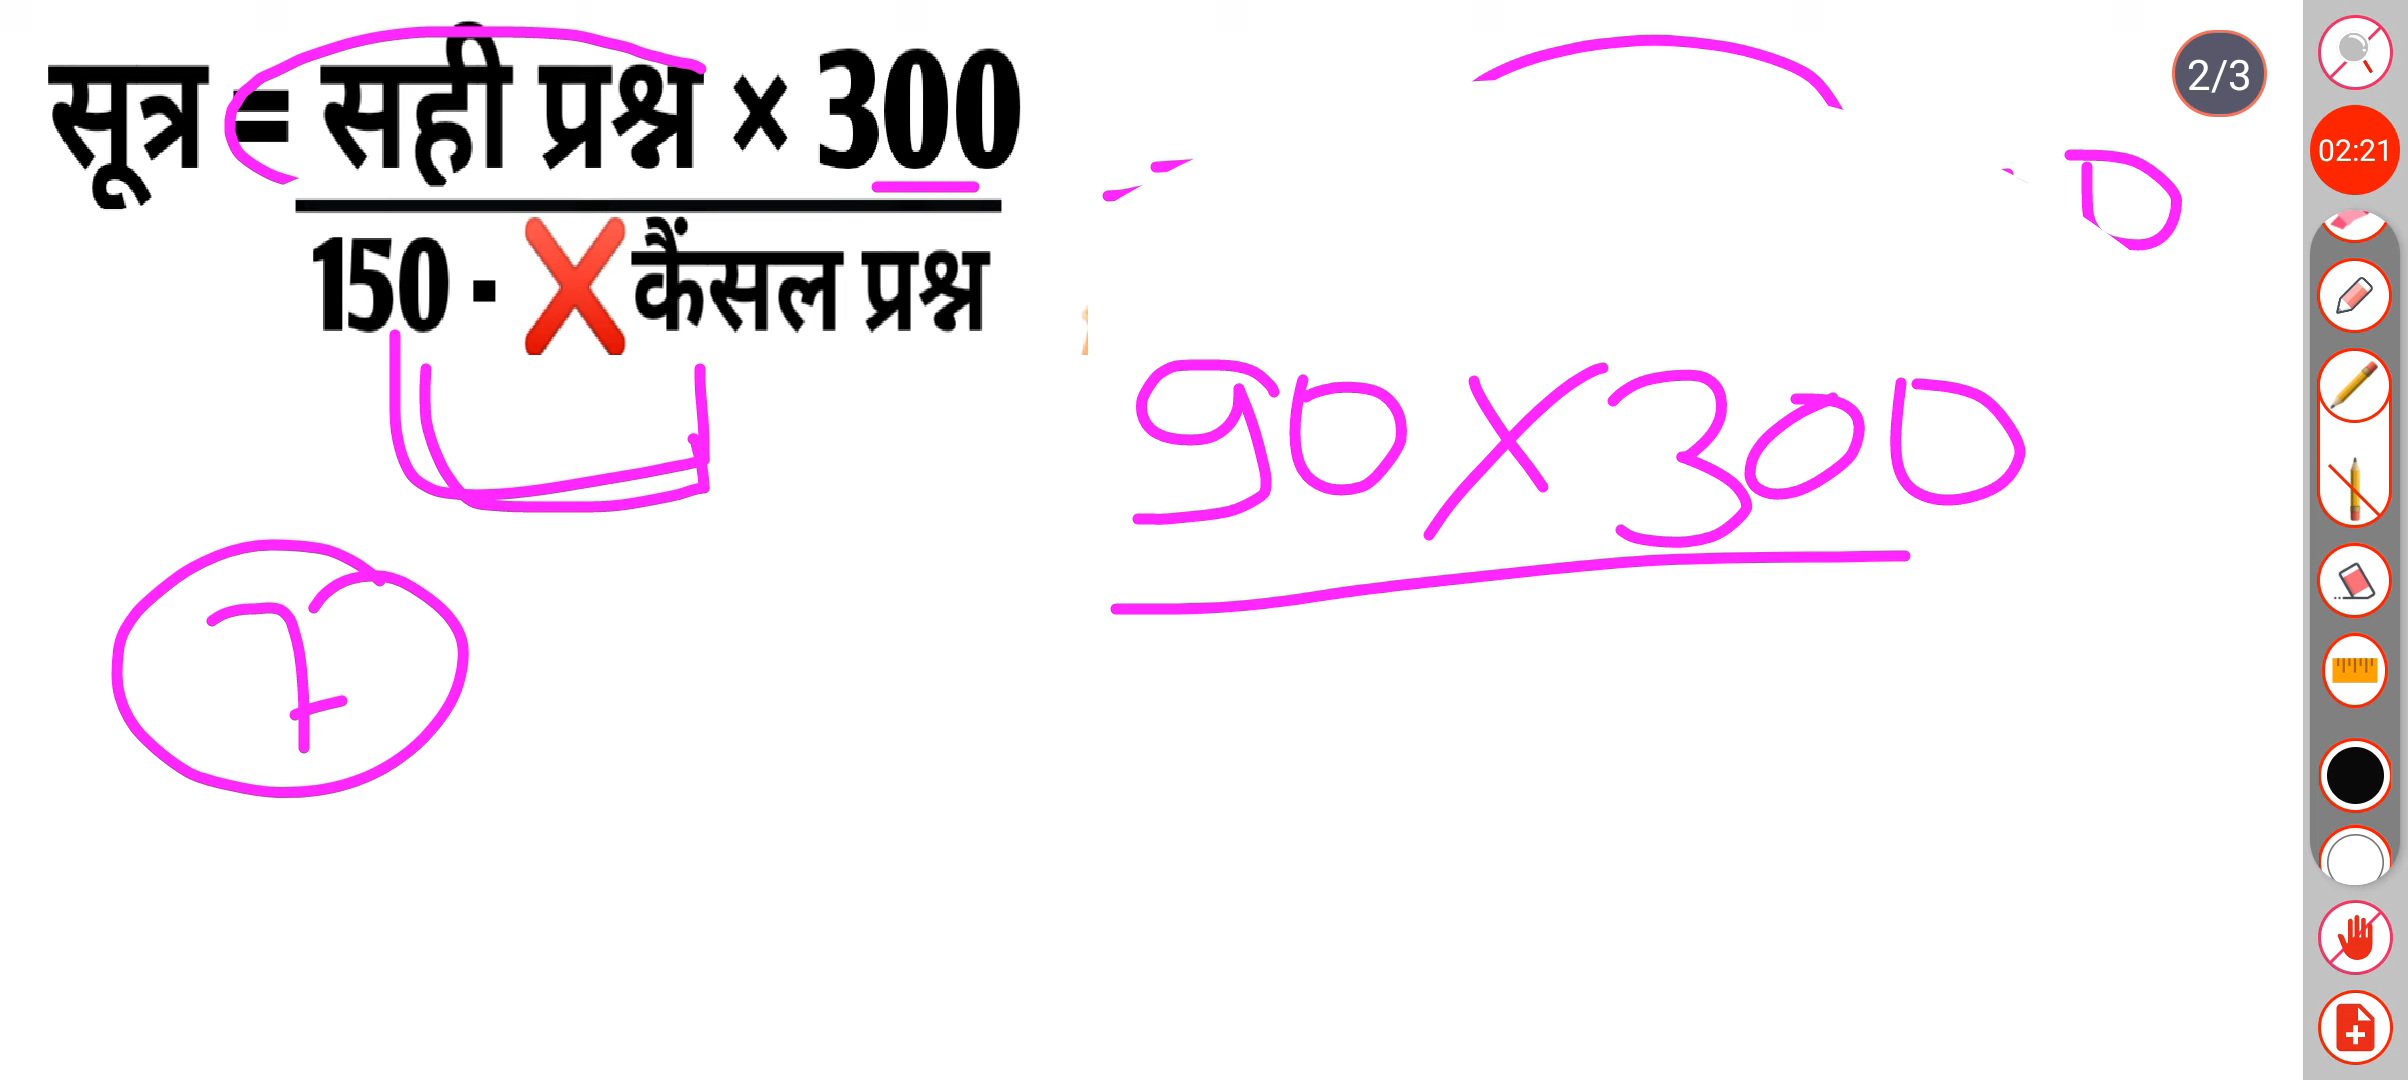 सूत्र = सही प्रश्न × 300
150 - ❌कैंसल प्रश्न
2/3
02:21
90 × 300
7